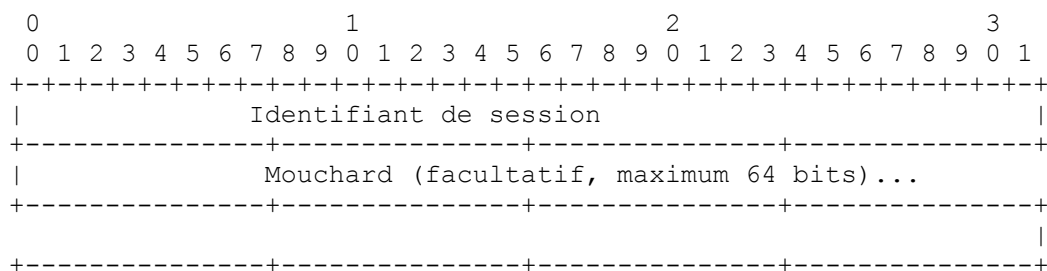 0                   1                   2                   3
 0 1 2 3 4 5 6 7 8 9 0 1 2 3 4 5 6 7 8 9 0 1 2 3 4 5 6 7 8 9 0 1
+-+-+-+-+-+-+-+-+-+-+-+-+-+-+-+-+-+-+-+-+-+-+-+-+-+-+-+-+-+-+-+-+
|              Identifiant de session                           |
+---------------+---------------+---------------+---------------+
|               Mouchard (facultatif, maximum 64 bits)...
+---------------+---------------+---------------+---------------+
                                                                |
+---------------+---------------+---------------+---------------+